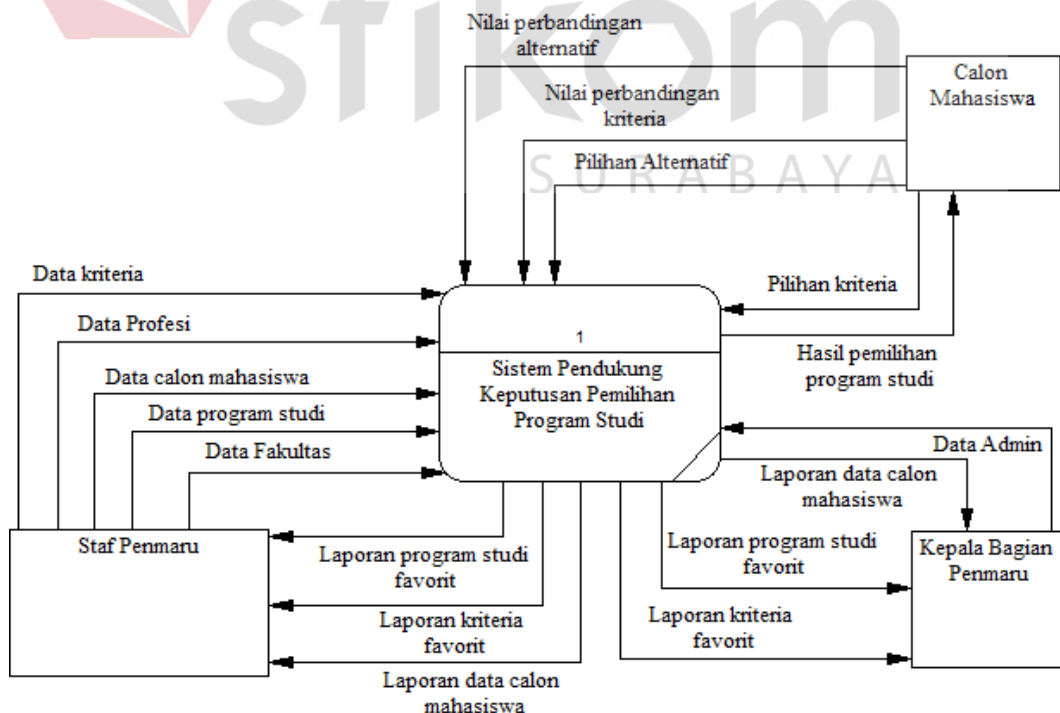 stikom
SURABAYA
Nilai perbandingan
alternatif
Nilai perbandingan
kriteria
Pilihan Alternatif
Calon
Mahasiswa
Data kriteria
Pilihan kriteria
Data Profesi
1
Hasil pemilihan
program studi
Sistem Pendukung
Keputusan Pemilihan
Program Studi
Data calon mahasiswa
Data program studi
Data Fakultas
Data Admin
Laporan data calon
mahasiswa
Staf Penmaru
Laporan program studi
favorit
Laporan program studi
favorit
Kepala Bagian
Penmaru
Laporan kriteria
favorit
Laporan kriteria
favorit
Laporan data calon
mahasiswa